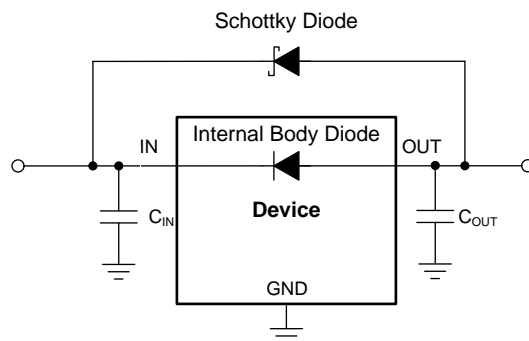 Schottky Diode
IN
Internal Body Diode
OUT
CIN
Device
COUT
GND